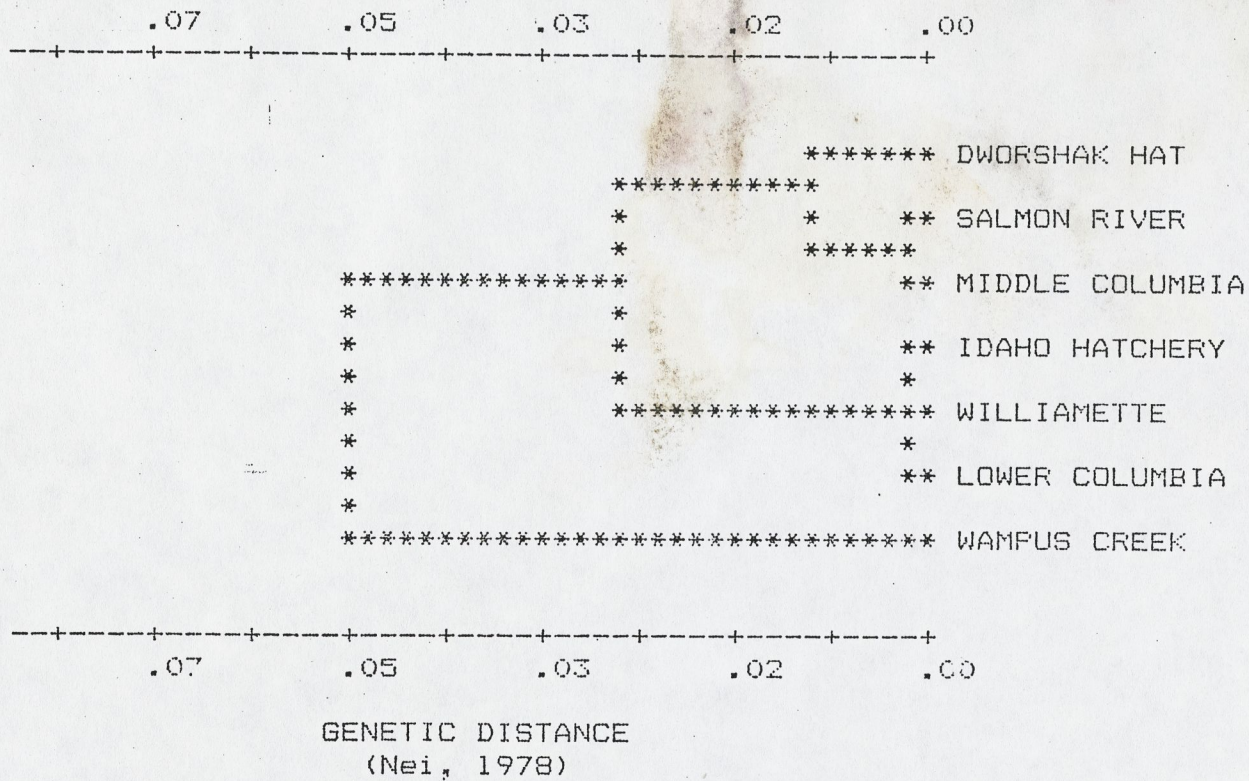 .07 .05 .03 .02 .00
--+----+----+----+----+----+----+----+----+----+
******* DWORSHAK HAT
***********
* * ** SALMON RIVER
* ******
*************** ** MIDDLE COLUMBIA
* *
* * ** IDAHO HATCHERY
* * *
* ****************** WILLIAMETTE
* *
* ** LOWER COLUMBIA
*
********************************* WAMPUS CREEK
--+----+----+----+----+----+----+----+----+----+
.07 .05 .03 .02 .00
GENETIC DISTANCE
(Nei, 1978)